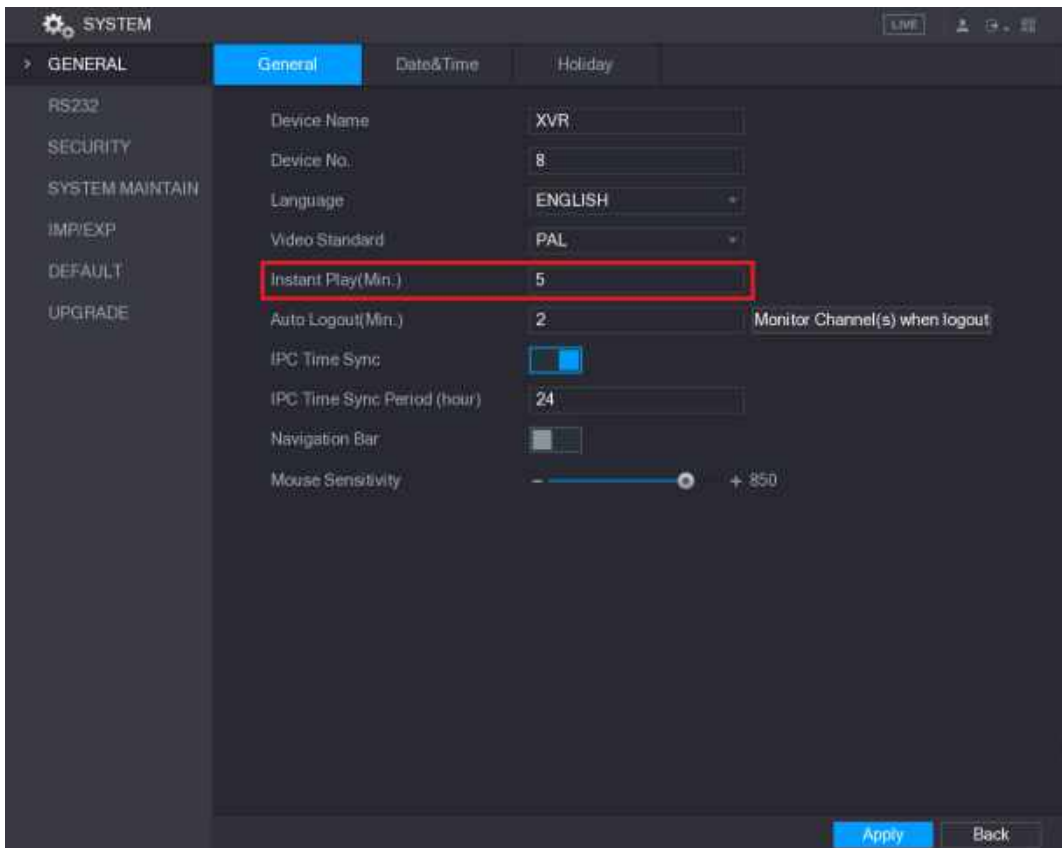 SYSTEM
LIVE
GENERAL
General
Date&Time
Holiday
RS232
SECURITY
SYSTEM MAINTAIN
IMP/EXP
DEFAULT
UPGRADE
Device Name
XVR
Device No.
8
Language
ENGLISH
Video Standard
PAL
Instant Play(Min.)
5
Auto Logout(Min.)
2
Monitor Channel(s) when logout
IPC Time Sync
IPC Time Sync Period (hour)
24
Navigation Bar
Mouse Sensitivity
- + 850
Apply
Back